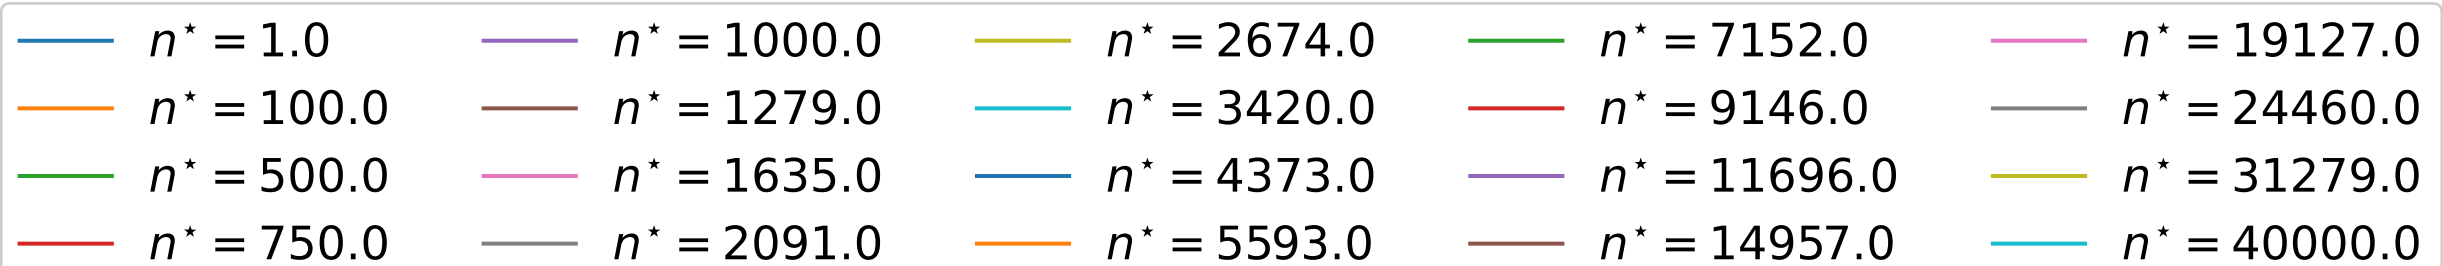 n* = 1.0 n* = 1000.0 n* = 2674.0 n* = 7152.0 n* = 19127.0
n* = 100.0 n* = 1279.0 n* = 3420.0 n* = 9146.0 n* = 24460.0
n* = 500.0 n* = 1635.0 n* = 4373.0 n* = 11696.0 n* = 31279.0
n* = 750.0 n* = 2091.0 n* = 5593.0 n* = 14957.0 n* = 40000.0